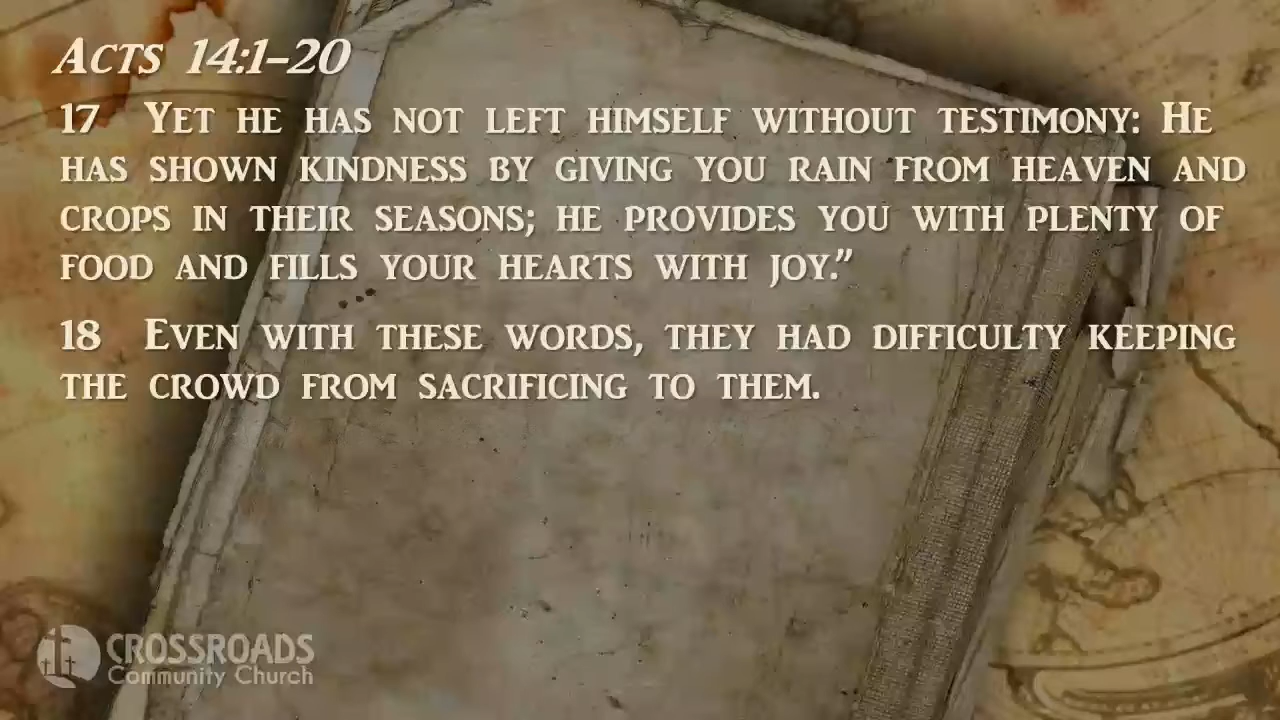 Acts 14:1-20
17 Yet he has not left himself without testimony: He
has shown kindness by giving you rain from heaven and
crops in their seasons; he provides you with plenty of
food and fills your hearts with joy.”
18 Even with these words, they had difficulty keeping
the crowd from sacrificing to them.
CROSSROADS
Community Church